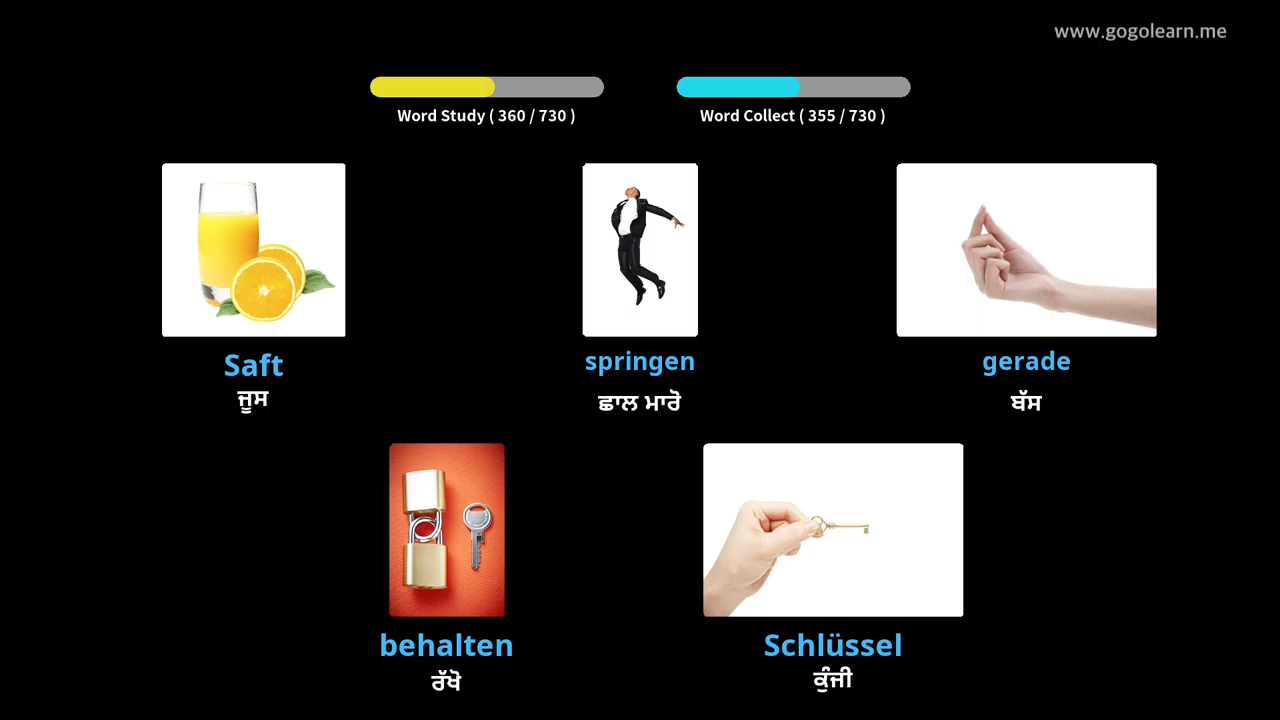 www.gogolearn.me
Word Study ( 360 / 730 )
Word Collect ( 355 / 730 )
Saft
ਜੂਸ
springen
ਛਾਲ ਮਾਰੋ
gerade
ਬੱਸ
behalten
ਰੱਖੋ
Schlüssel
ਕੁੰਜੀ